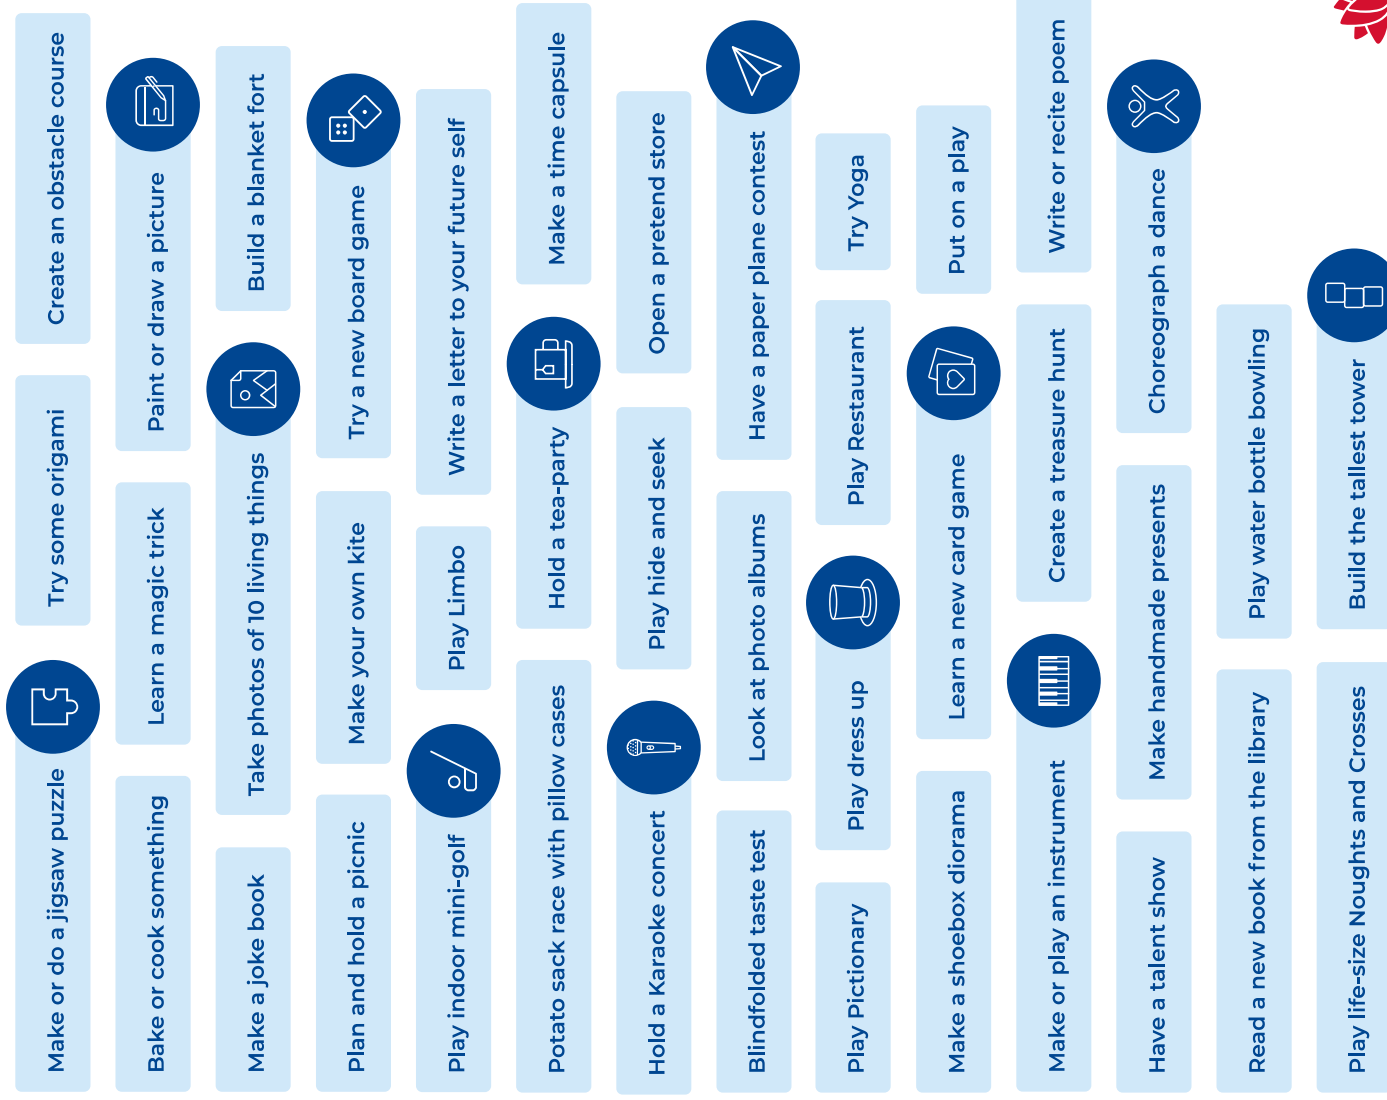 Make or do a jigsaw puzzle
Try some origami
Create an obstacle course
Bake or cook something
Learn a magic trick
Paint or draw a picture
Make a joke book
Take photos of 10 living things
Build a blanket fort
Plan and hold a picnic
Make your own kite
Try a new board game
Play indoor mini-golf
Play Limbo
Write a letter to your future self
Potato sack race with pillow cases
Hold a tea-party
Make a time capsule
Hold a Karaoke concert
Play hide and seek
Open a pretend store
Blindfolded taste test
Look at photo albums
Have a paper plane contest
Play Pictionary
Play dress up
Play Restaurant
Try Yoga
Make a shoebox diorama
Learn a new card game
Put on a play
Make or play an instrument
Create a treasure hunt
Write or recite poem
Have a talent show
Make handmade presents
Choreograph a dance
Read a new book from the library
Play water bottle bowling
Play life-size Noughts and Crosses
Build the tallest tower